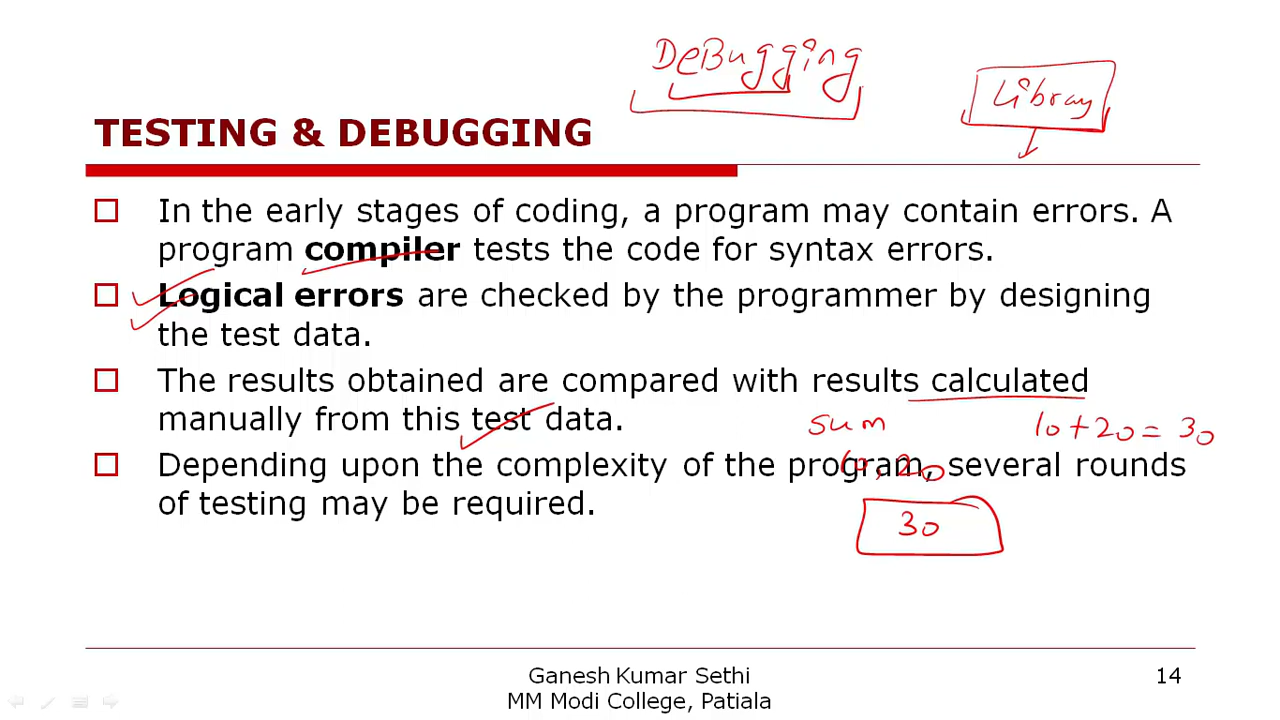 DeBugging
Library
TESTING & DEBUGGING
In the early stages of coding, a program may contain errors. A
program compiler tests the code for syntax errors.
Logical errors are checked by the programmer by designing
the test data.
The results obtained are compared with results calculated
manually from this test data.
sum
10+20=30
10,20
Depending upon the complexity of the program, several rounds
of testing may be required.
30
Ganesh Kumar Sethi
14
MM Modi College, Patiala